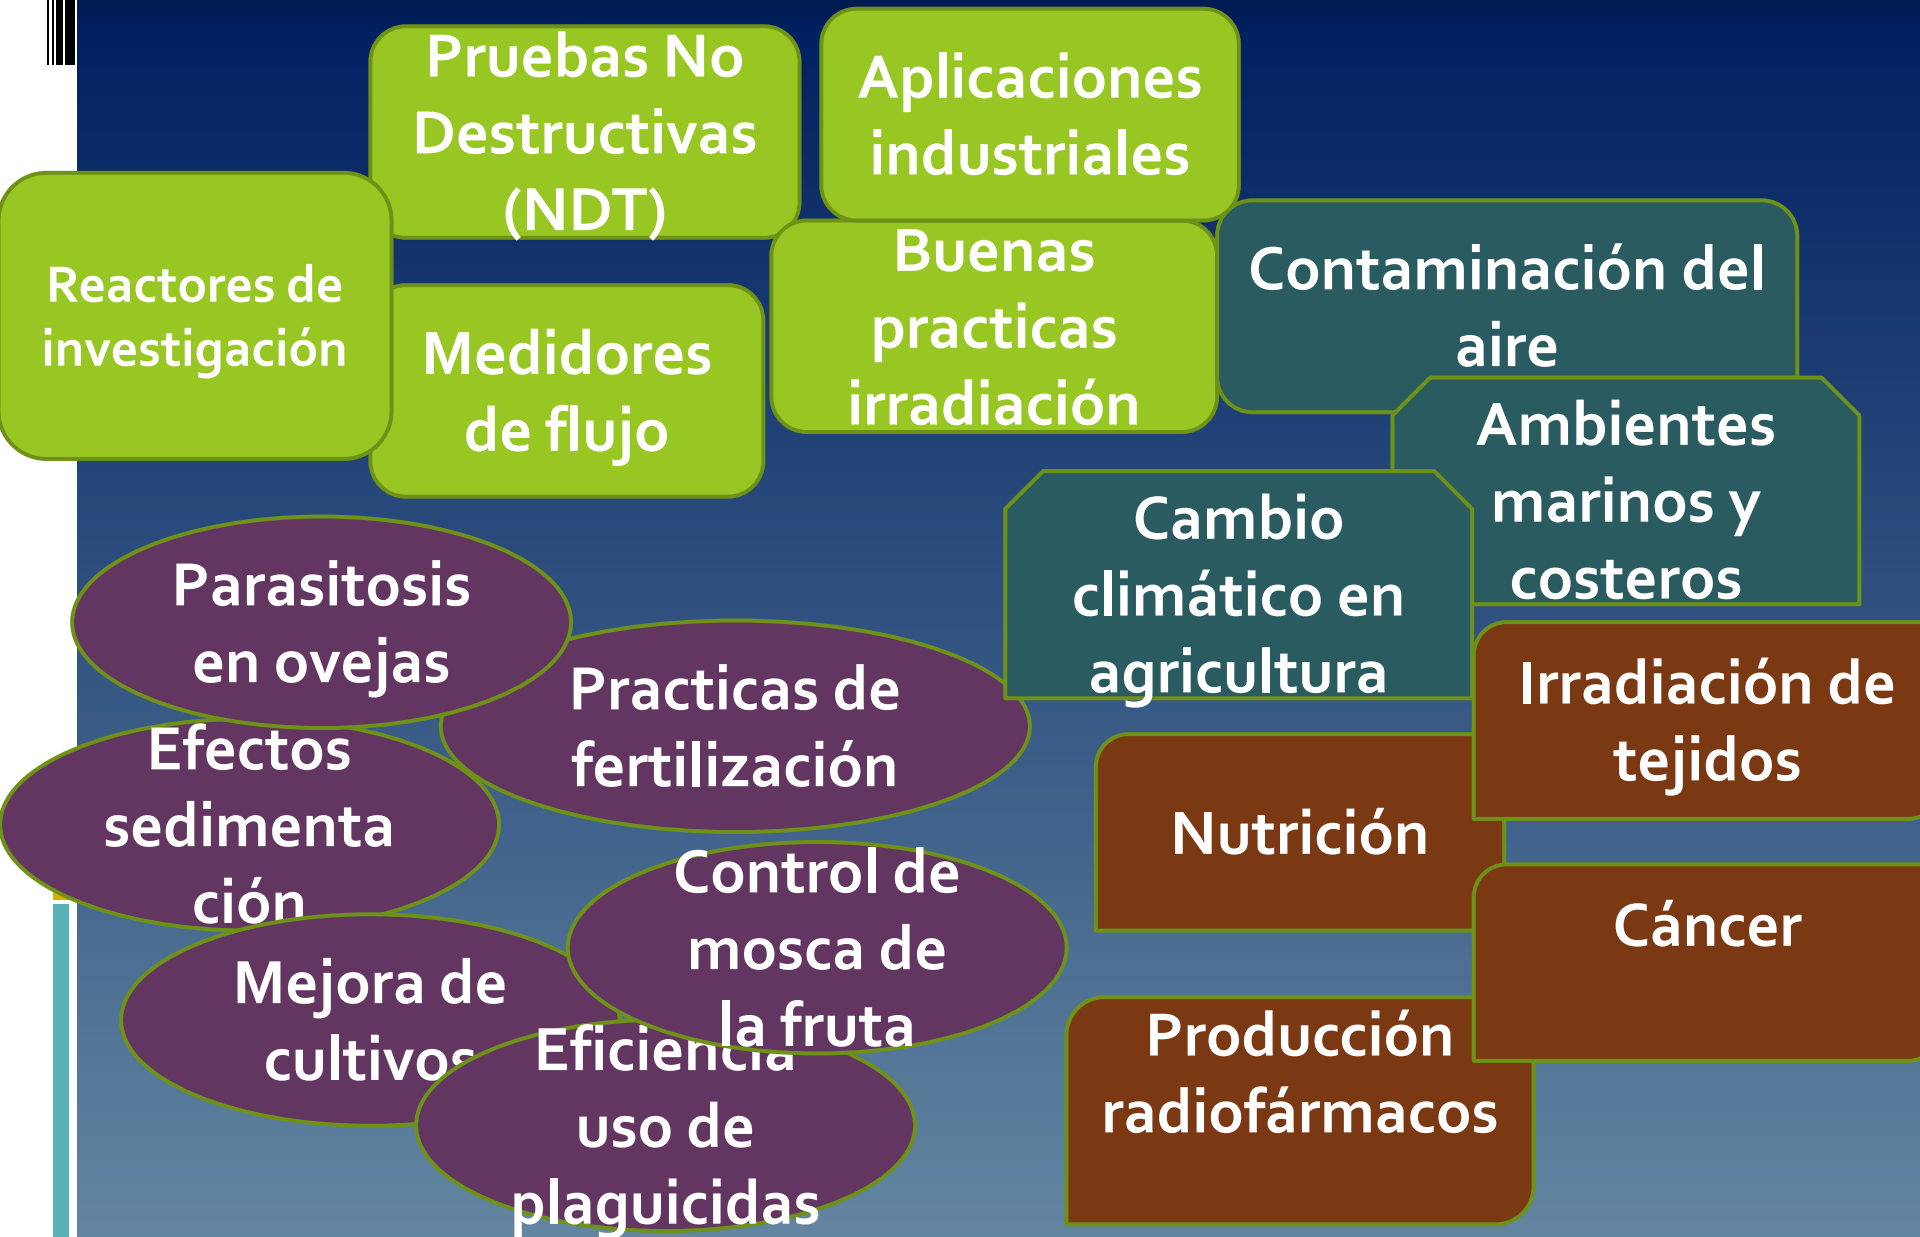 Pruebas No
Destructivas
(NDT)
Aplicaciones
industriales
Reactores de
investigación
Medidores
de flujo
Buenas
practicas
irradiación
Contaminación del
aire
Ambientes
marinos y
costeros
Cambio
climático en
agricultura
Parasitosis
en ovejas
Practicas de
fertilización
Efectos
sedimenta
ción
Irradiación de
tejidos
Nutrición
Control de
mosca de
la fruta
Cáncer
Mejora de
cultivos
Eficiencia
uso de
plaguicidas
Producción
radiofármacos